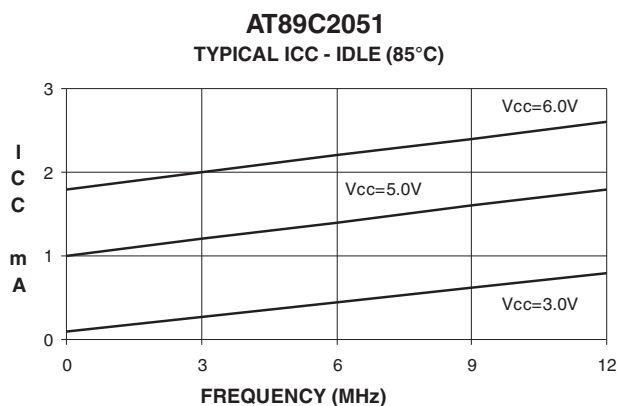 AT89C2051
TYPICAL ICC - IDLE (85°C)
3
Vcc=6.0V
I
C
C
m
A
2
Vcc=5.0V
1
Vcc=3.0V
0
0 3 6 9 12
FREQUENCY (MHz)